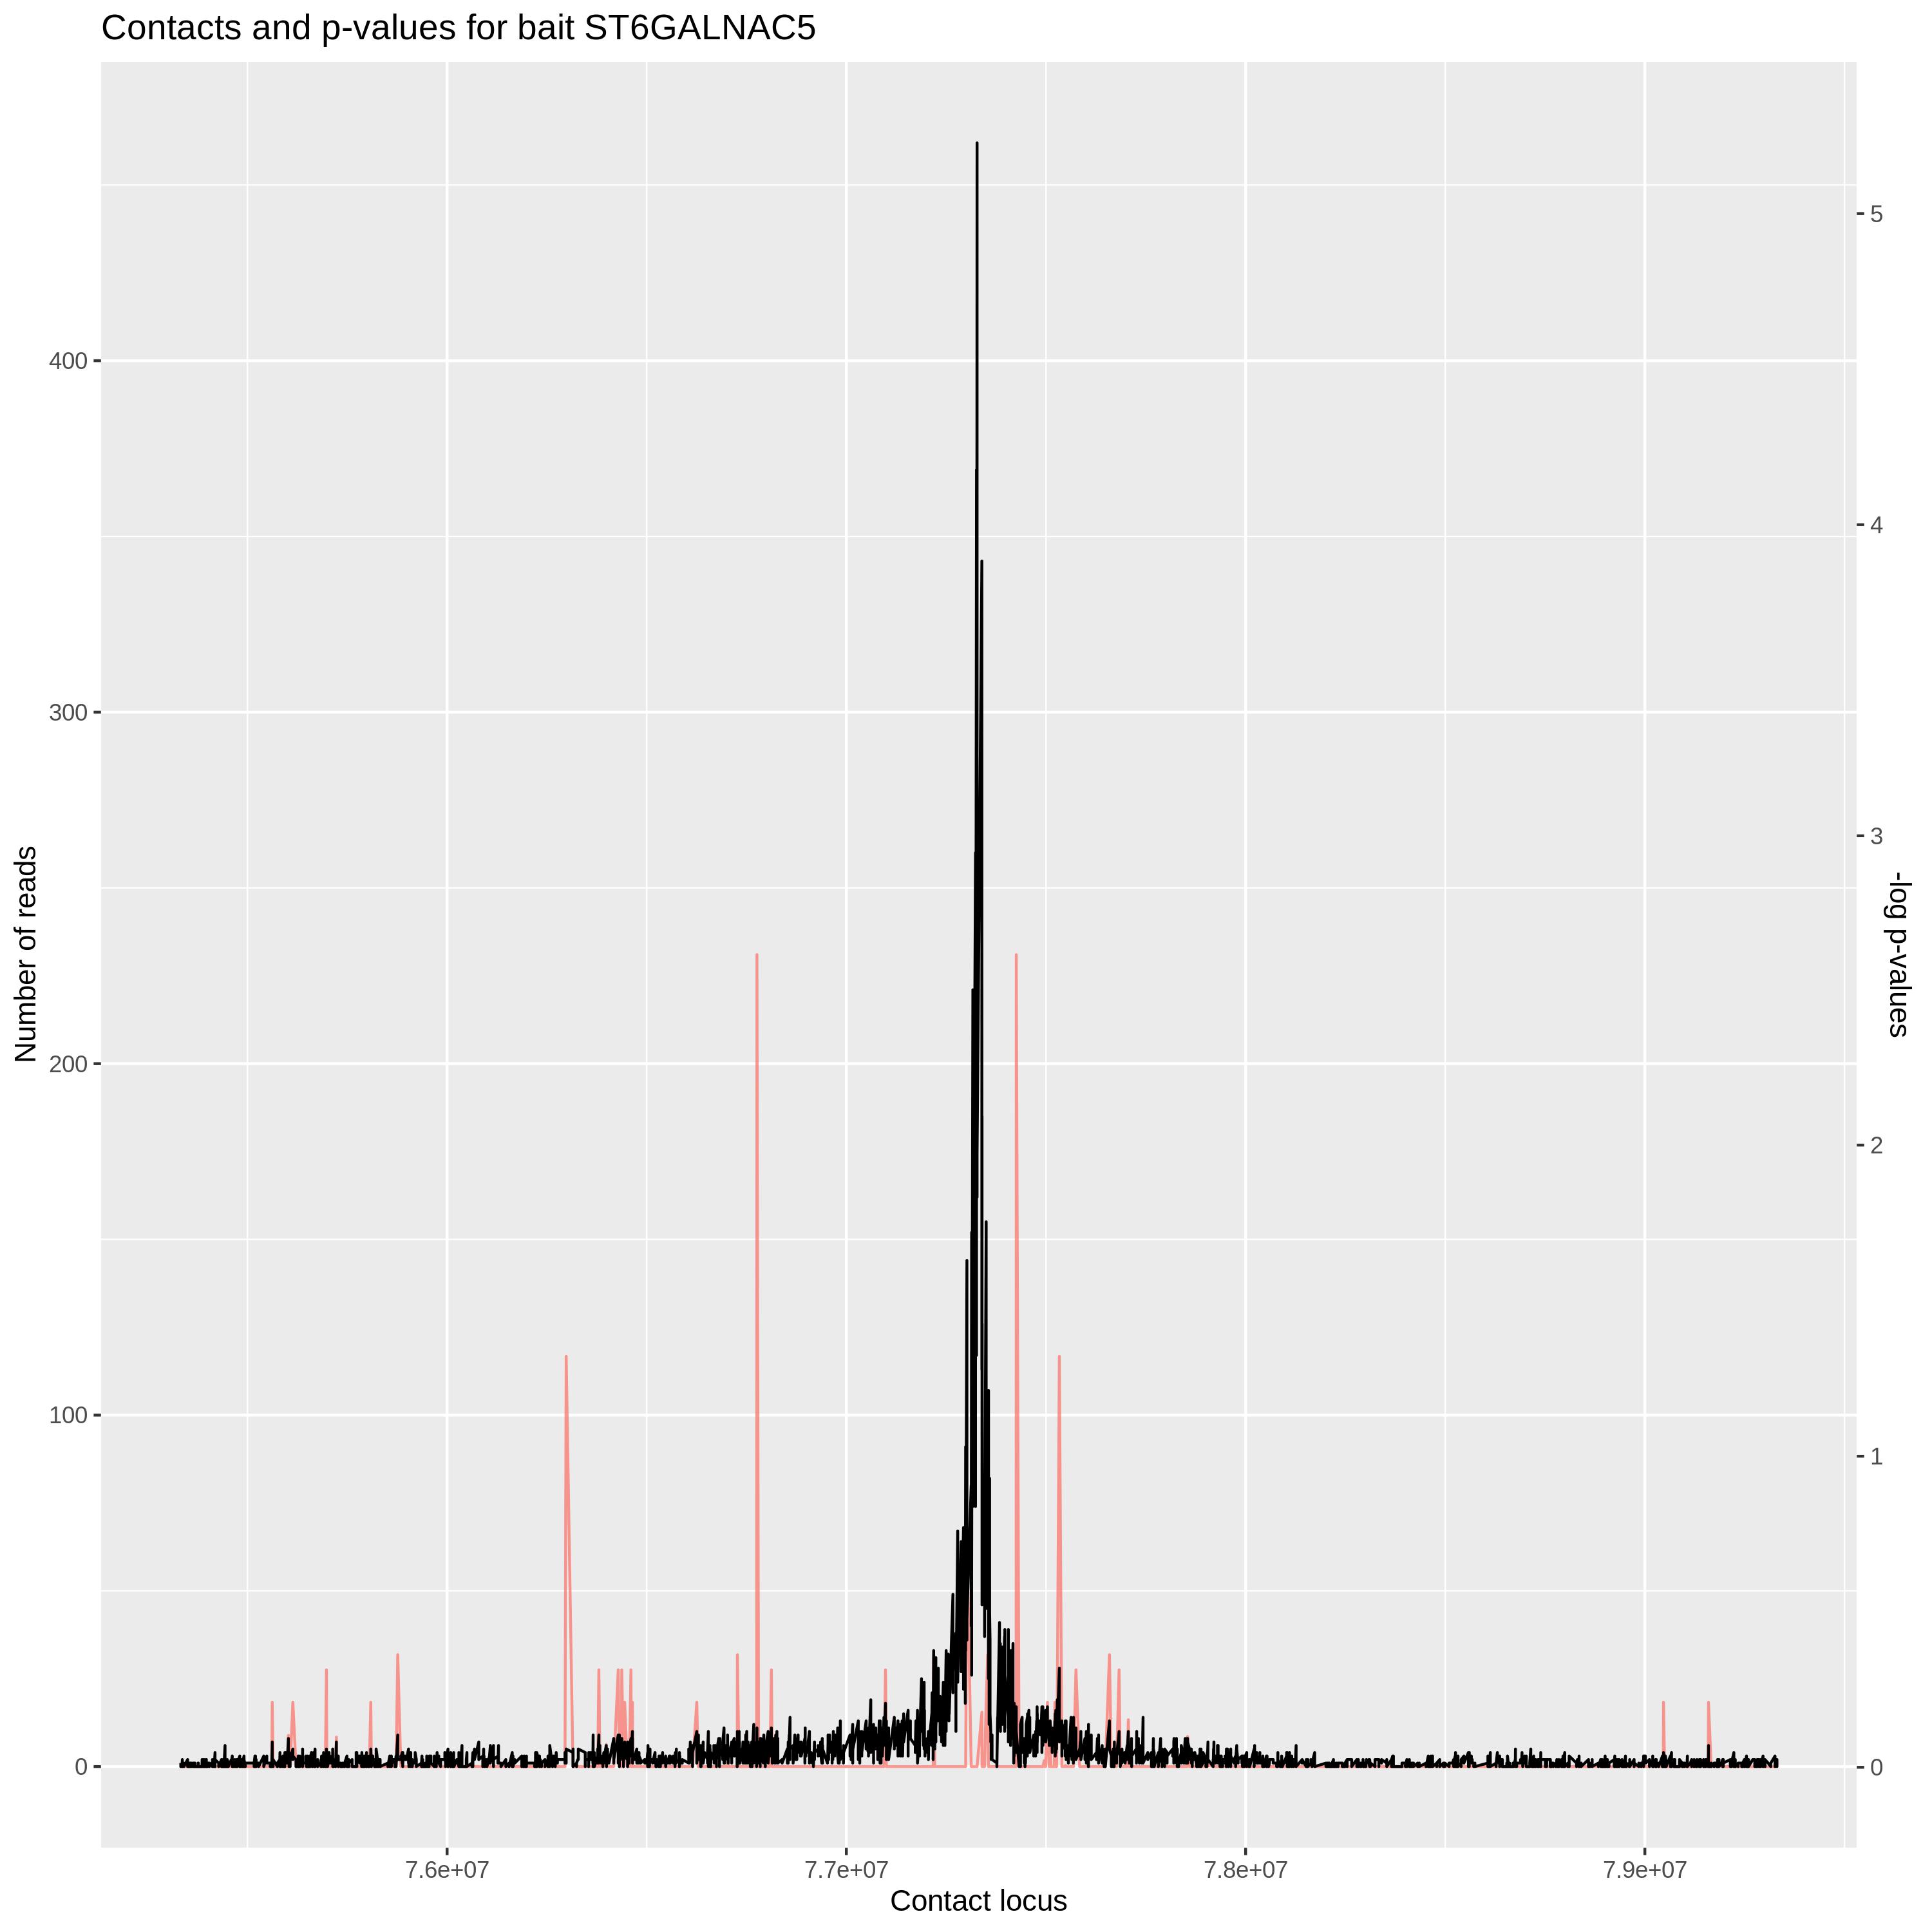 Contacts and p-values for bait ST6GALNAC5
Number of reads
400
300
200
100
0
5
4
3
2
1
0
-log p-values
7.6e+07
7.7e+07
7.8e+07
7.9e+07
Contact locus